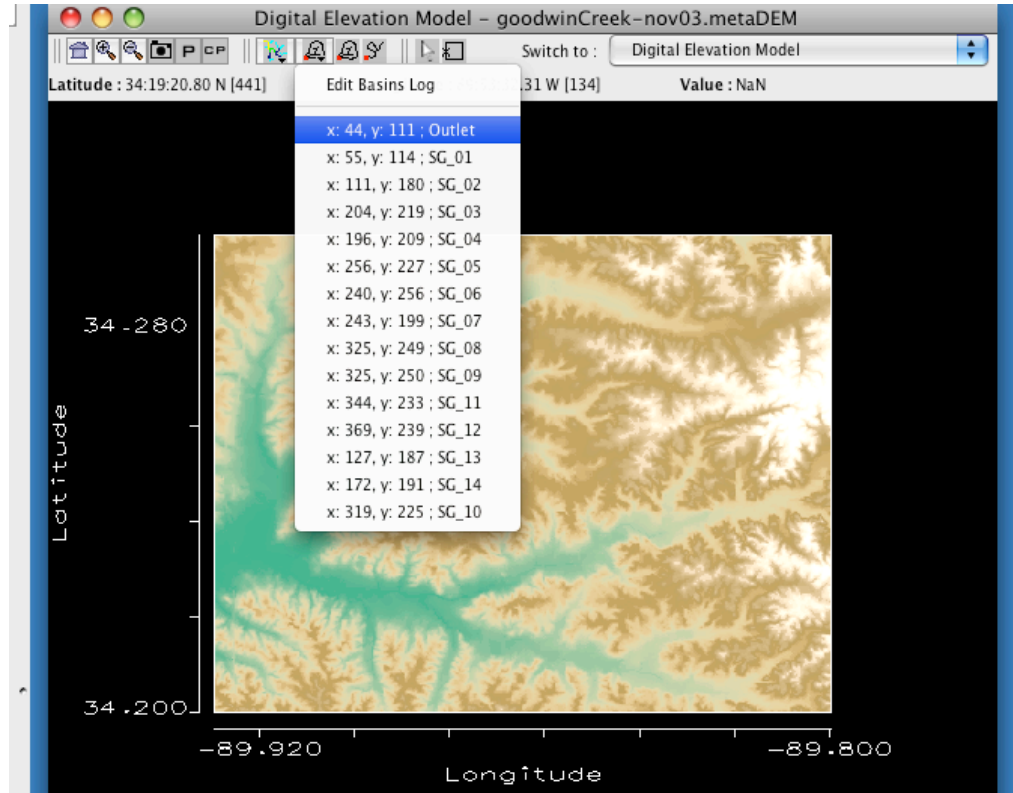 Digital Elevation Model – goodwinCreek-nov03.metaDEM
P CP Switch to : Digital Elevation Model
Latitude : 34:19:20.80 N [441] .31 W [134] Value : NaN
Edit Basins Log
x: 44, y: 111 ; Outlet
x: 55, y: 114 ; SG_01
x: 111, y: 180 ; SG_02
x: 204, y: 219 ; SG_03
x: 196, y: 209 ; SG_04
x: 256, y: 227 ; SG_05
x: 240, y: 256 ; SG_06
x: 243, y: 199 ; SG_07
x: 325, y: 249 ; SG_08
x: 325, y: 250 ; SG_09
x: 344, y: 233 ; SG_11
x: 369, y: 239 ; SG_12
x: 127, y: 187 ; SG_13
x: 172, y: 191 ; SG_14
x: 319, y: 225 ; SG_10
34.280
Latitude
34.200
-89.920
-89.800
Longitude